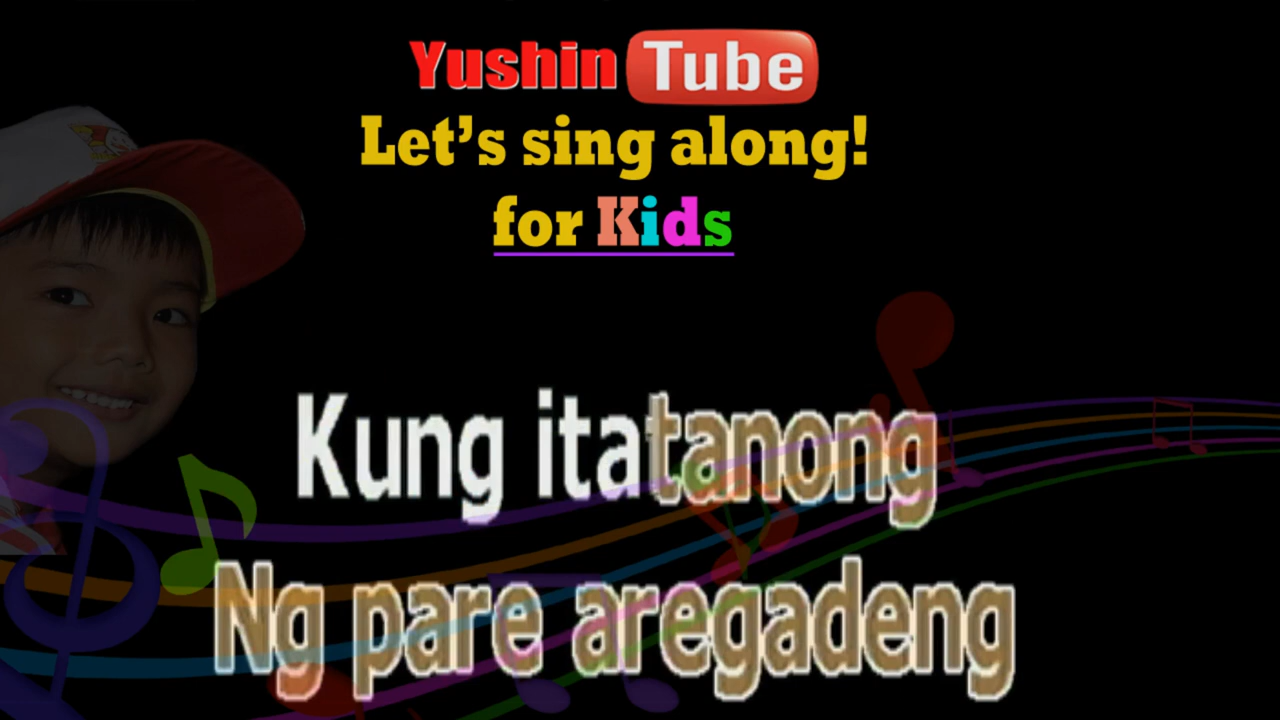 Yushin Tube
Let's sing along!
for Kids
Kung itatanong
Ng pare aregadeng